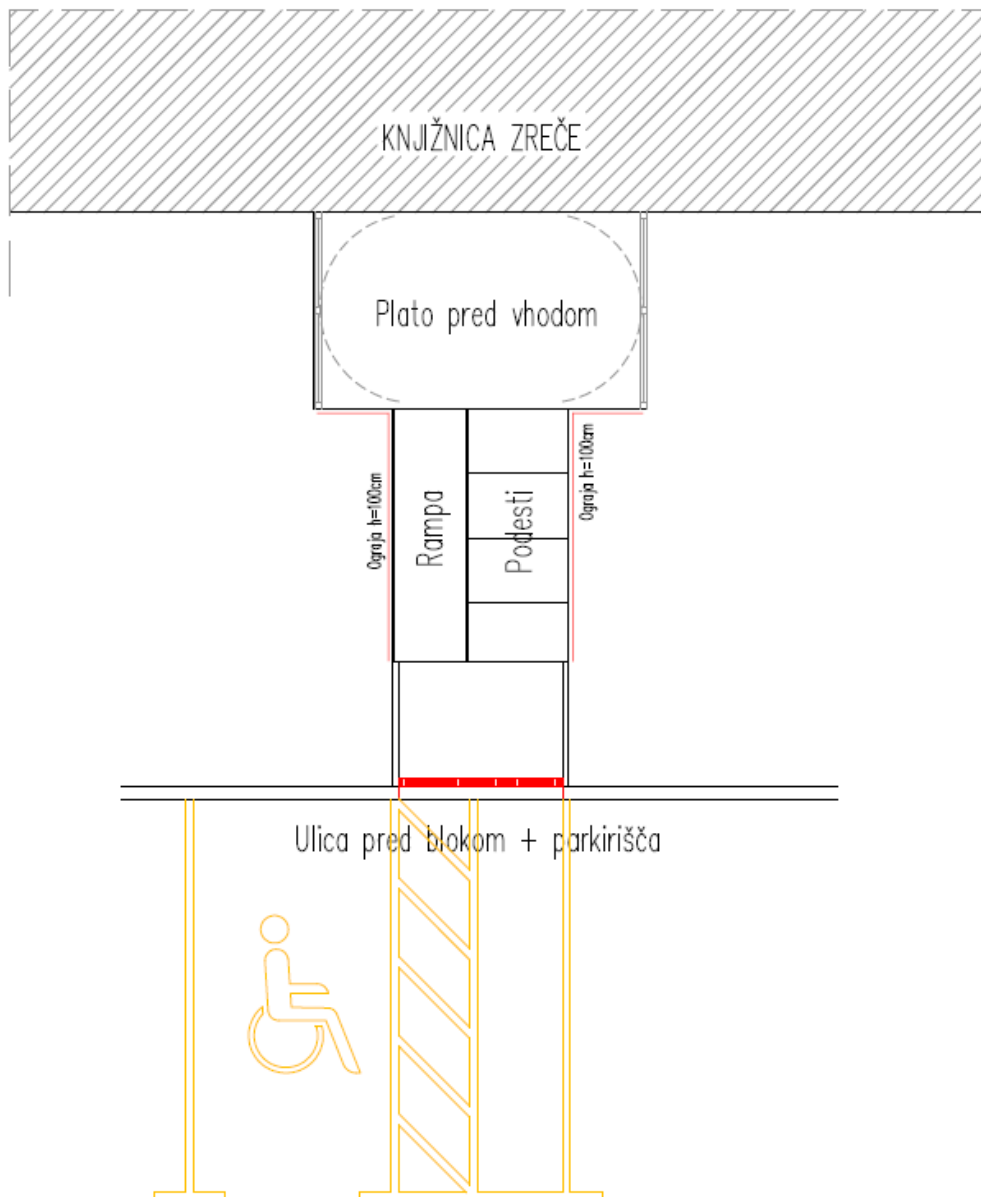 KNJIŽNICA ZREČE
Plato pred vhodom
Ograja h=100cm
Rampa
Podesti
Ograja h=100cm
Ulica pred blokom + parkirišča